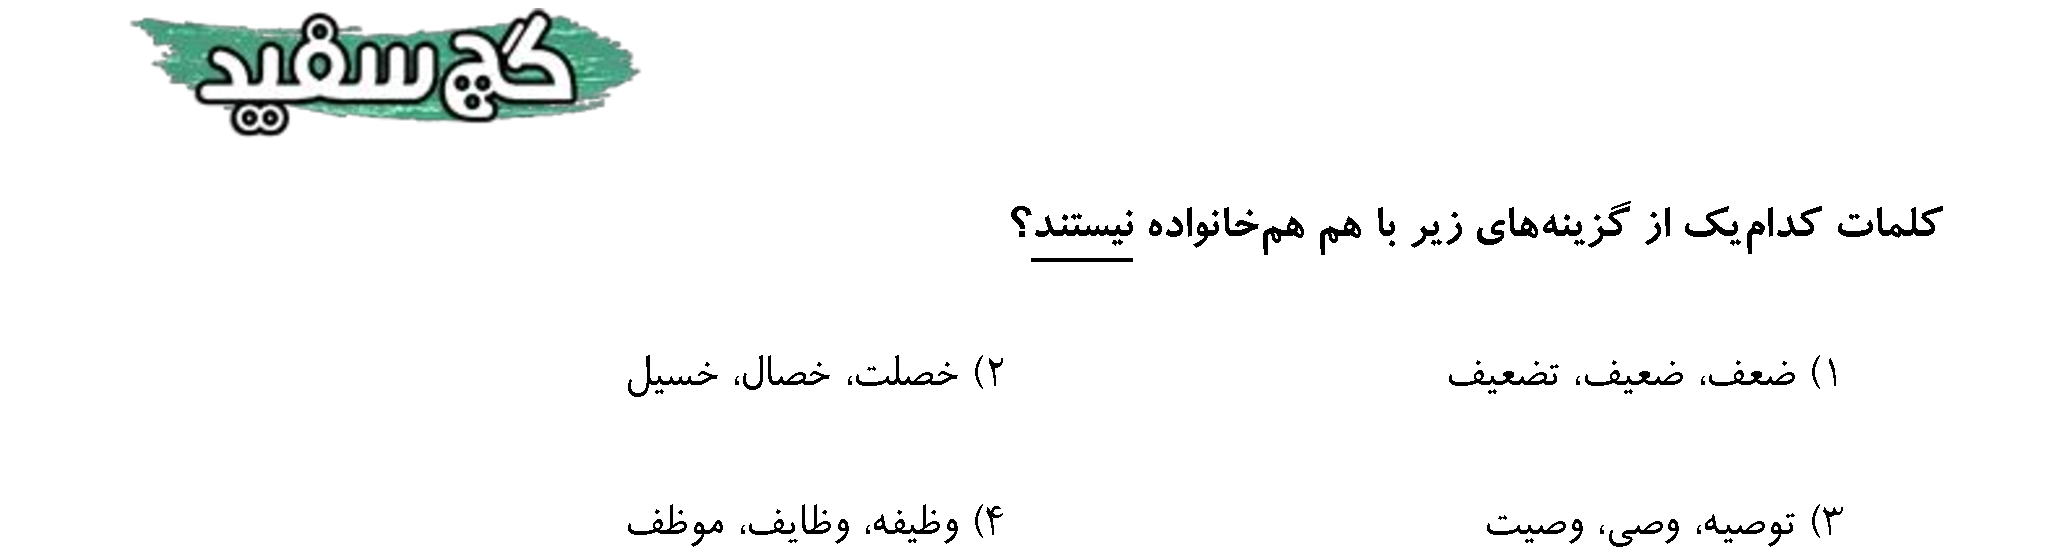 گچ سفید
کلمات کدام‌یک از گزینه‌های زیر با هم هم‌خانواده نیستند؟
۱) ضعف، ضعیف، تضعیف
۲) خصلت، خصال، خسیل
۳) توصیه، وصی، وصیت
۴) وظیفه، وظایف، موظف